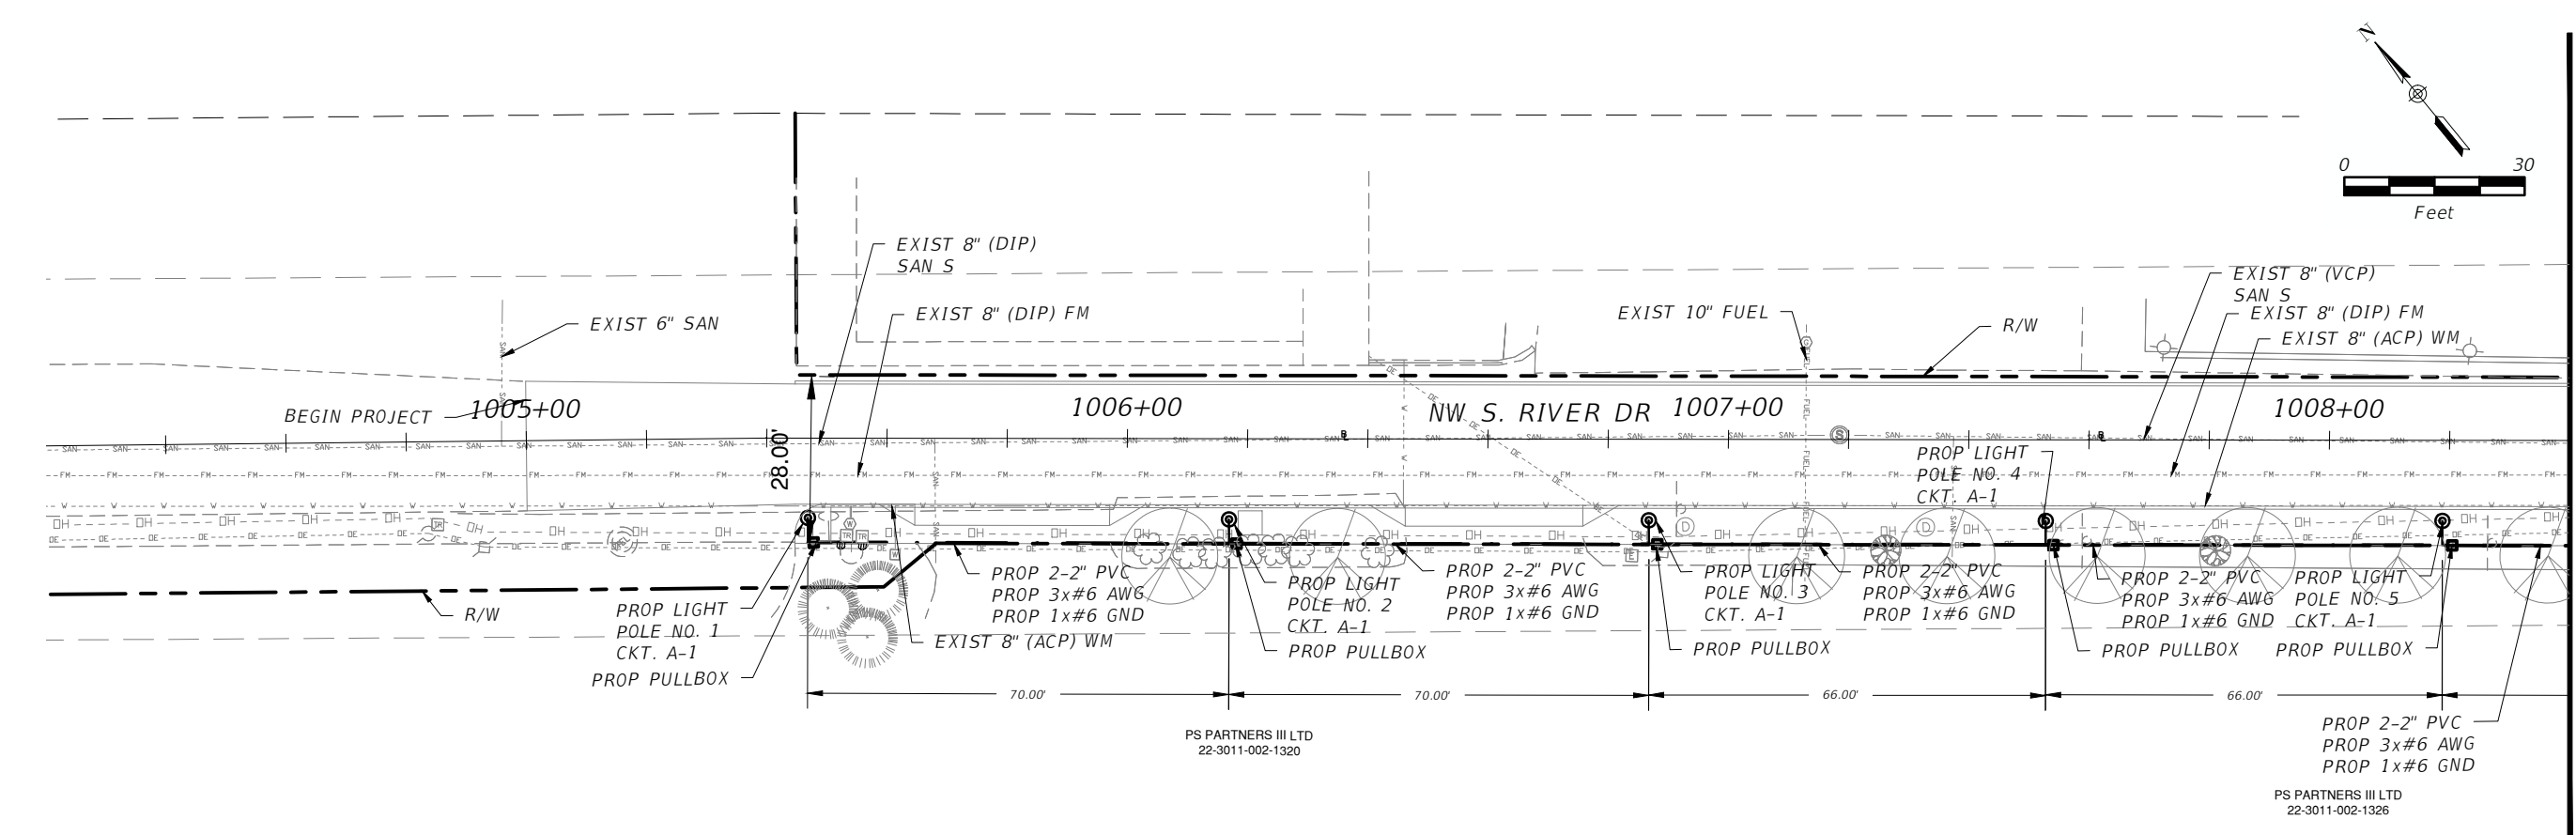 N
0 30
Feet
EXIST 8" (DIP)
SAN S
EXIST 8" (DIP) FM
EXIST 6" SAN
EXIST 10" FUEL
R/W
EXIST 8" (VCP)
SAN S
EXIST 8" (DIP) FM
EXIST 8" (ACP) WM
BEGIN PROJECT
1005+00
1006+00
NW S. RIVER DR
1007+00
1008+00
28.00'
PROP LIGHT
POLE NO. 4
CKT. A-1
R/W
PROP LIGHT
POLE NO. 1
CKT. A-1
PROP PULLBOX
PROP 2-2" PVC
PROP 3x#6 AWG
PROP 1x#6 GND
EXIST 8" (ACP) WM
PROP LIGHT
POLE NO. 2
CKT. A-1
PROP PULLBOX
PROP 2-2" PVC
PROP 3x#6 AWG
PROP 1x#6 GND
PROP LIGHT
POLE NO. 3
CKT. A-1
PROP PULLBOX
PROP 2-2" PVC
PROP 3x#6 AWG
PROP 1x#6 GND
PROP 2-2" PVC
PROP 3x#6 AWG
PROP 1x#6 GND
PROP PULLBOX
PROP LIGHT
POLE NO. 5
CKT. A-1
PROP PULLBOX
70.00'
70.00'
66.00'
66.00'
PROP 2-2" PVC
PROP 3x#6 AWG
PROP 1x#6 GND
PS PARTNERS III LTD
22-3011-002-1320
PS PARTNERS III LTD
22-3011-002-1326